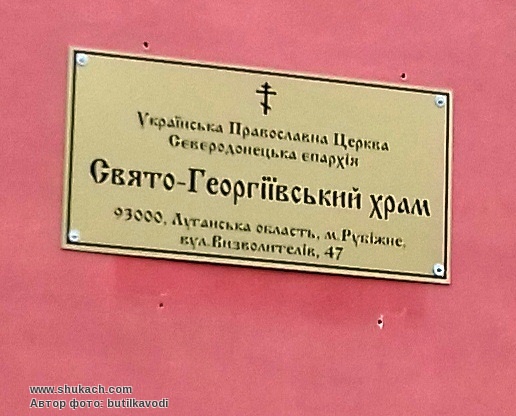 Українська Православна Церква
Сєвєродонецька єпархія
Свято-Георгіївський храм
93000, Луганська область, м.Рубіжне,
вул.Визволителів, 47
www.shukach.com
Автор фото: butilkavodi